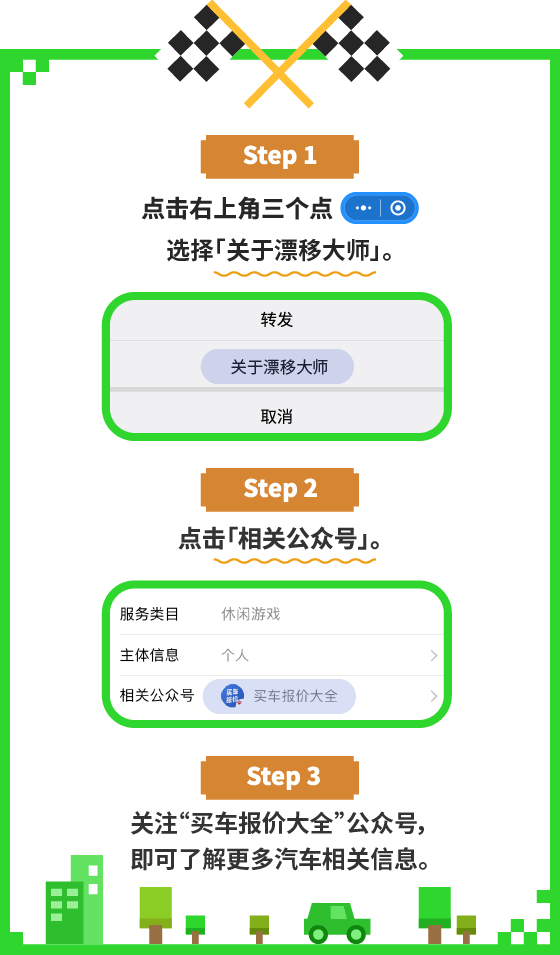 Step 1
点击右上角三个点
选择「关于漂移大师」。
转发
关于漂移大师
取消
Step 2
点击「相关公众号」。
服务类目 休闲游戏
主体信息 个人
相关公众号 买车报价 买车报价大全
Step 3
关注“买车报价大全”公众号，
即可了解更多汽车相关信息。